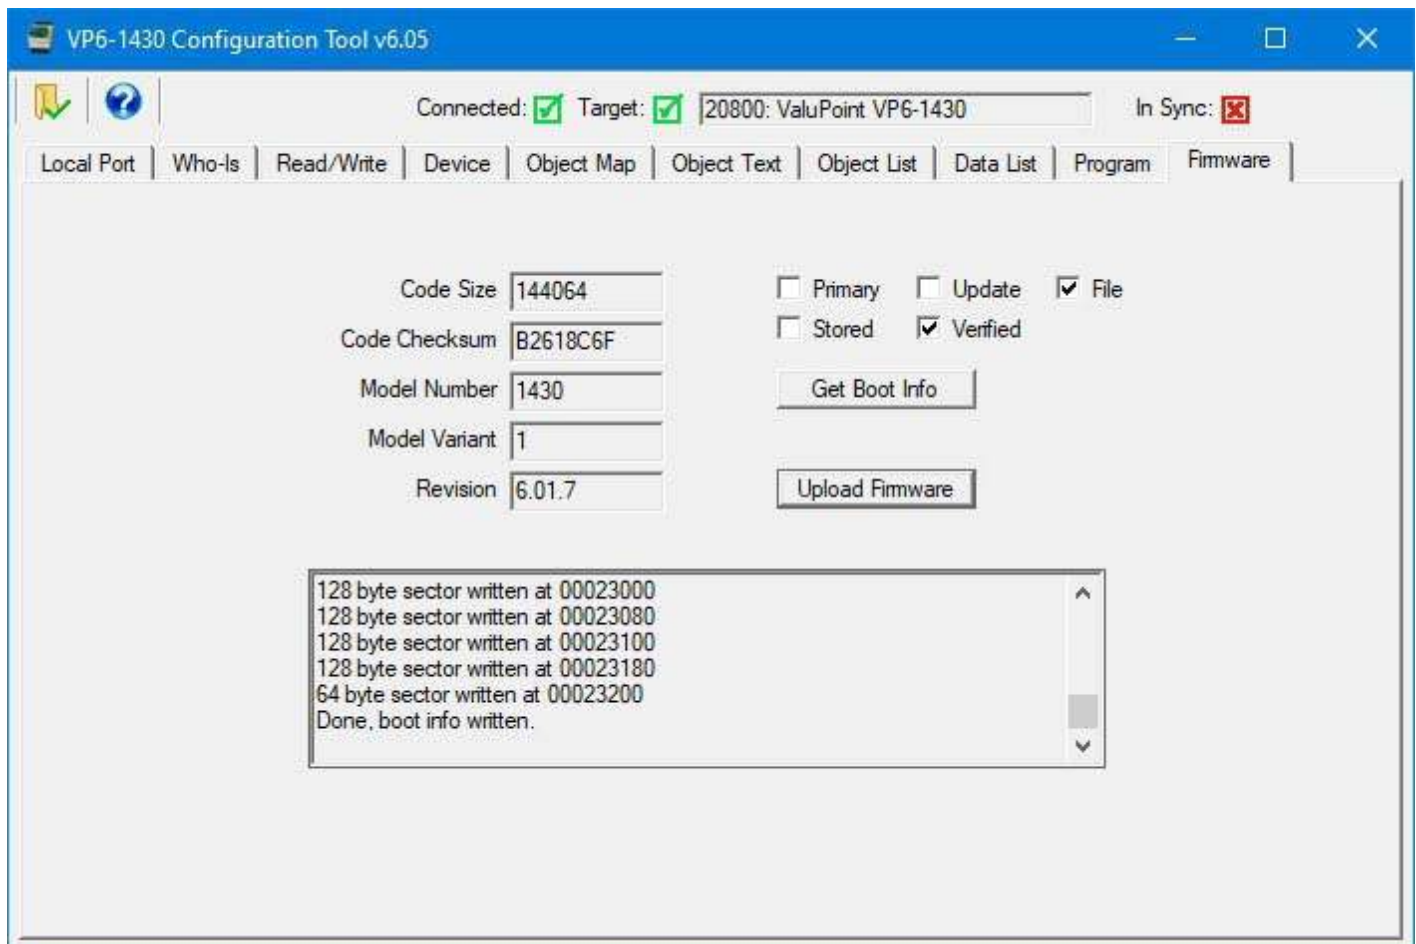 VP6-1430 Configuration Tool v6.05
Connected: Target: 20800: ValuPoint VP6-1430 In Sync:
Local Port Who-Is Read/Write Device Object Map Object Text Object List Data List Program Firmware
Code Size 144064 Primary Update File
Code Checksum B2618C6F Stored Verified
Model Number 1430 Get Boot Info
Model Variant 1
Revision 6.01.7 Upload Firmware
128 byte sector written at 00023000
128 byte sector written at 00023080
128 byte sector written at 00023100
128 byte sector written at 00023180
64 byte sector written at 00023200
Done, boot info written.